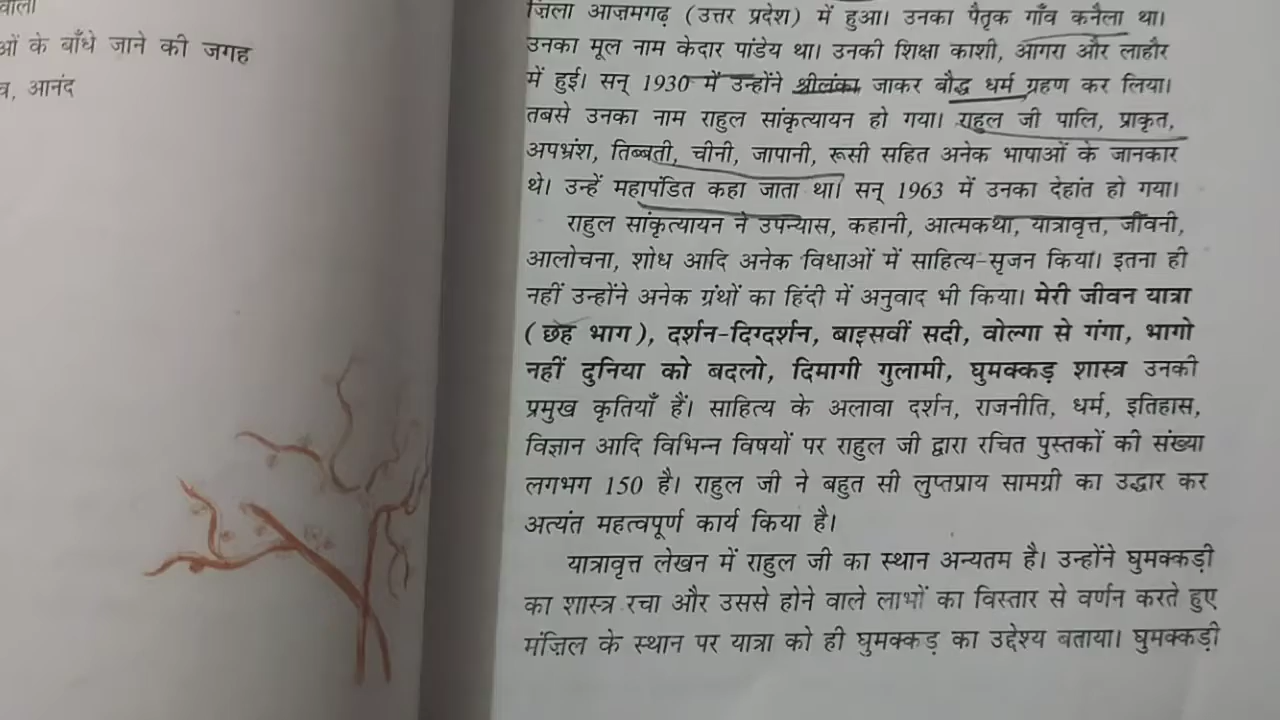 ओं के बाँधे जाने की जगह
आनंद
ज़िला आज़मगढ़ (उत्तर प्रदेश) में हुआ। उनका पैतृक गाँव कनैला था।
उनका मूल नाम केदार पांडेय था। उनकी शिक्षा काशी, आगरा और लाहौर
में हुई। सन् 1930 में उन्होंने श्रीलंका जाकर बौद्ध धर्म ग्रहण कर लिया।
तबसे उनका नाम राहुल सांकृत्यायन हो गया। राहुल जी पालि, प्राकृत,
अपभ्रंश, तिब्बती, चीनी, जापानी, रूसी सहित अनेक भाषाओं के जानकार
थे। उन्हें महापंडित कहा जाता था। सन् 1963 में उनका देहांत हो गया।
राहुल सांकृत्यायन ने उपन्यास, कहानी, आत्मकथा, यात्रावृत्त, जीवनी,
आलोचना, शोध आदि अनेक विधाओं में साहित्य-सृजन किया। इतना ही
नहीं उन्होंने अनेक ग्रंथों का हिंदी में अनुवाद भी किया। मेरी जीवन यात्रा
(छह भाग), दर्शन-दिग्दर्शन, बाइसवीं सदी, वोल्गा से गंगा, भागो
नहीं दुनिया को बदलो, दिमागी गुलामी, घुमक्कड़ शास्त्र उनकी
प्रमुख कृतियाँ हैं। साहित्य के अलावा दर्शन, राजनीति, धर्म, इतिहास,
विज्ञान आदि विभिन्न विषयों पर राहुल जी द्वारा रचित पुस्तकों की संख्या
लगभग 150 है। राहुल जी ने बहुत सी लुप्तप्राय सामग्री का उद्धार कर
अत्यंत महत्वपूर्ण कार्य किया है।
यात्रावृत्त लेखन में राहुल जी का स्थान अन्यतम है। उन्होंने घुमक्कड़ी
का शास्त्र रचा और उससे होने वाले लाभों का विस्तार से वर्णन करते हुए
मंज़िल के स्थान पर यात्रा को ही घुमक्कड़ का उद्देश्य बताया। घुमक्कड़ी